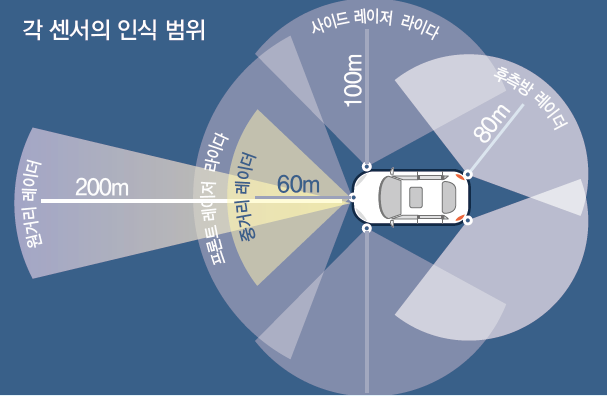 각 센서의 인식 범위
사이드 레이져 라이다
100m
후측방 레이더
80m
원거리 레이더
200m
프론트 레이저 라이다
중거리 레이더
60m